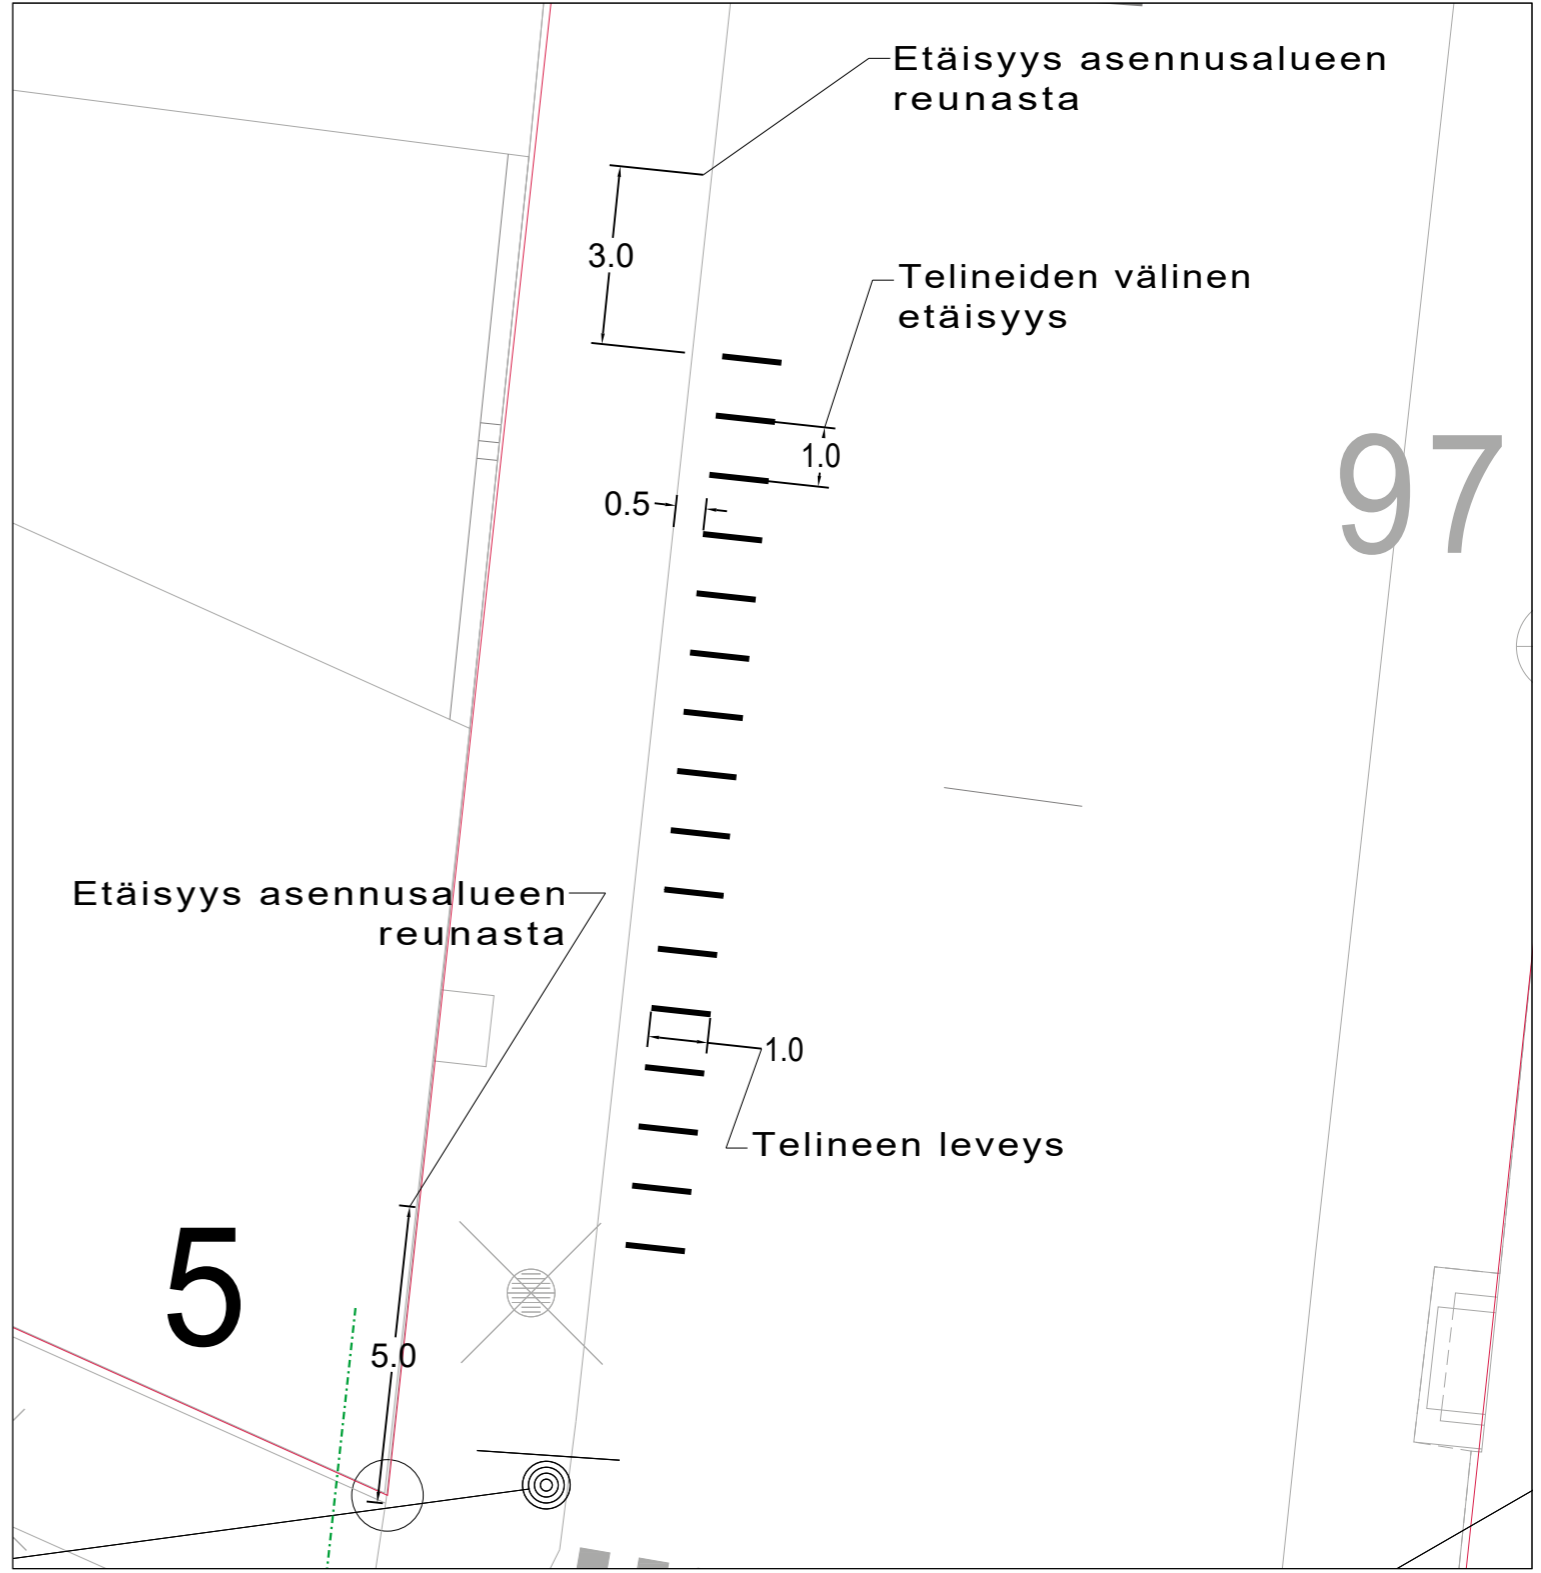 Etäisyys asennusalueen
reunasta
3.0
Telineiden välinen
etäisyys
1.0
0.5
97
Etäisyys asennusalueen
reunasta
1.0
Telineen leveys
5
5.0